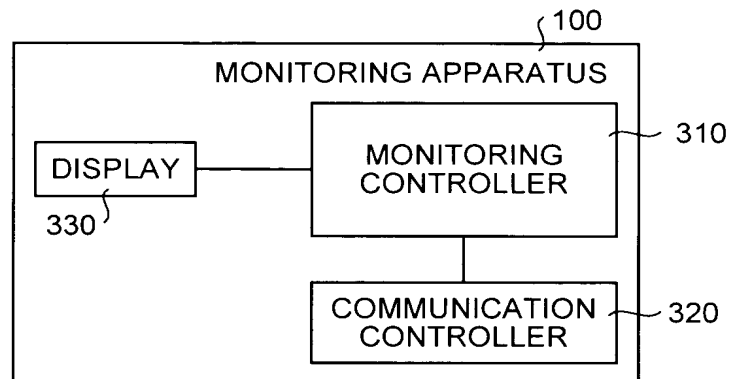 100
MONITORING APPARATUS
310
MONITORING
CONTROLLER
DISPLAY
330
COMMUNICATION
CONTROLLER
320